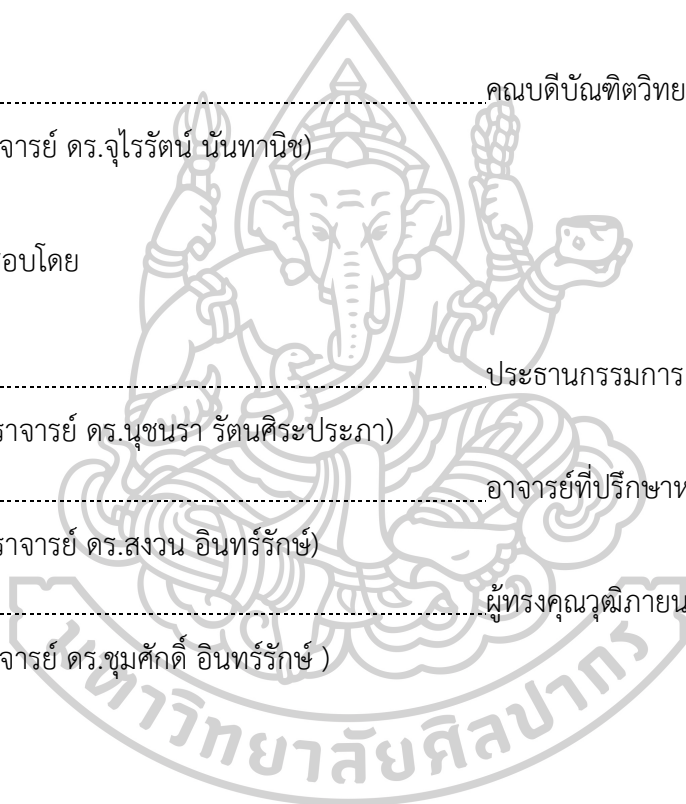 คณบดีบัณฑิตวิทย
จารย์ ดร.จุไรรัตน์ นันทานิช)
อบโดย
ประธานกรรมการ
ราจารย์ ดร.นุชนรา รัตนศิระประภา)
อาจารย์ที่ปรึกษาห
ราจารย์ ดร.สงวน อินทร์รักษ์)
ผู้ทรงคุณวุฒิภายน
จารย์ ดร.ชุมศักดิ์ อินทร์รักษ์ )
มหาวิทยาลัยศิลปากร